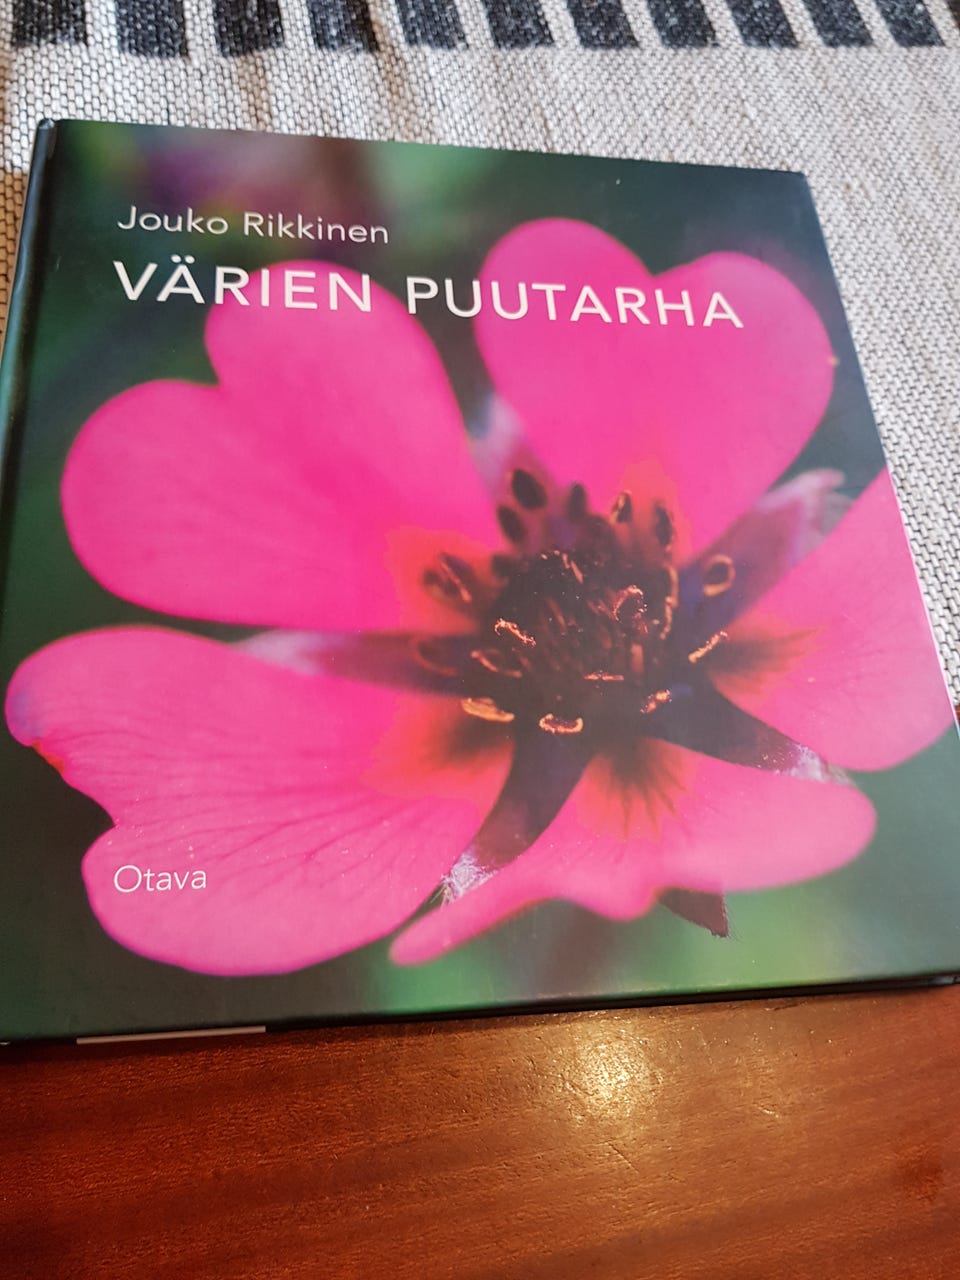 Jouko Rikkinen
VÄRIEN PUUTARHA
Otava